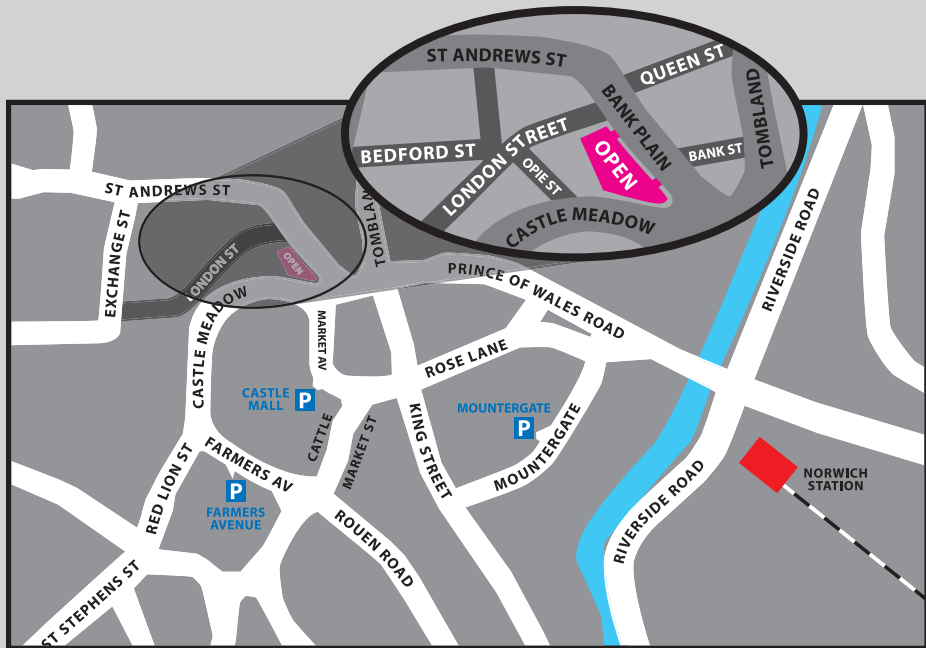 ST ANDREWS ST
QUEEN ST
BANK PLAIN
TOMBLAND
LONDON STREET
BEDFORD ST
OPIE ST
OPEN
BANK ST
CASTLE MEADOW
ST ANDREWS ST
EXCHANGE ST
LONDON ST
OPEN
TOMBLAN
CASTLE MEADOW
PRINCE OF WALES ROAD
RIVERSIDE ROAD
MARKET AV
ROSE LANE
CASTLE
MALL
P
CATTLE
MARKET ST
KING STREET
MOUNTERGATE
P
MOUNTERGATE
RED LION ST
FARMERS AV
P
FARMERS
AVENUE
ROUEN ROAD
RIVERSIDE ROAD
NORWICH
STATION
ST STEPHENS ST